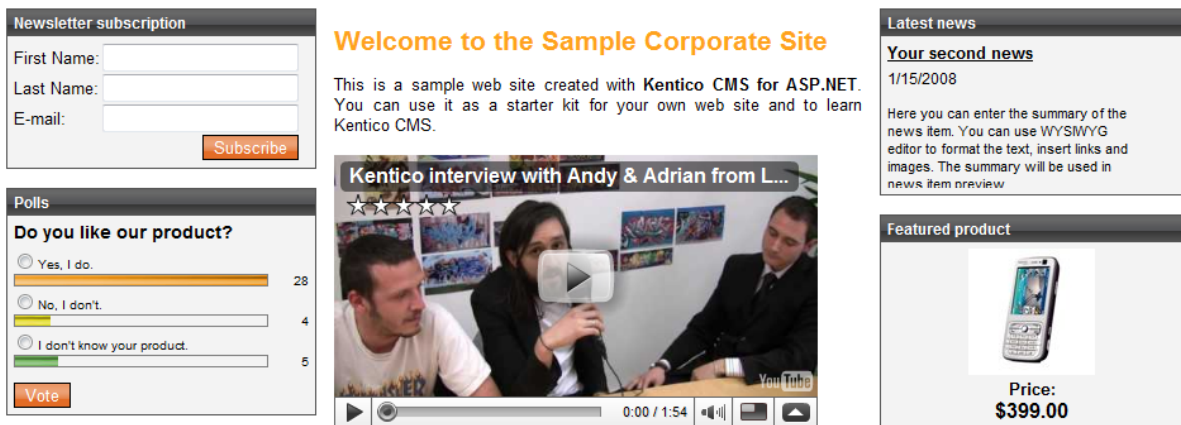 Newsletter subscription
First Name:
Last Name:
E-mail:
Subscribe
Polls
Do you like our product?
Yes, I do.
28
No, I don't.
4
I don't know your product.
5
Vote
Welcome to the Sample Corporate Site
This is a sample web site created with Kentico CMS for ASP.NET.
You can use it as a starter kit for your own web site and to learn
Kentico CMS.
Kentico interview with Andy & Adrian from L...
YouTube
0:00 / 1:54
Latest news
Your second news
1/15/2008
Here you can enter the summary of the
news item. You can use WYSIWYG
editor to format the text, insert links and
images. The summary will be used in
news item preview
Featured product
Price:
$399.00